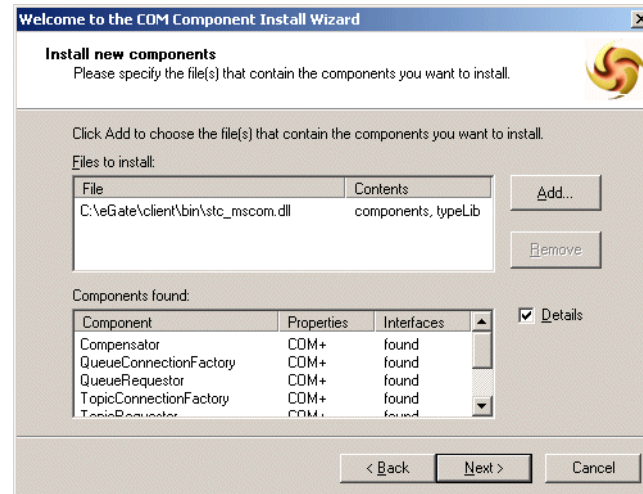 Welcome to the COM Component Install Wizard
Install new components
Please specify the file(s) that contain the components you want to install.
Click Add to choose the file(s) that contain the components you want to install.
Files to install:
File Contents
C:\eGate\client\bin\stc_mscom.dll components, typeLib
Add...
Remove
Components found:
Component Properties Interfaces
Details
Compensator COM+ found
QueueConnectionFactory COM+ found
QueueRequestor COM+ found
TopicConnectionFactory COM+ found
TopicRequestor COM+ found
< Back Next > Cancel